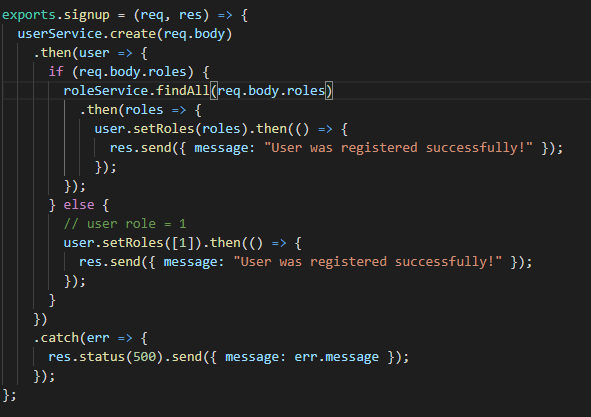 exports.signup = (req, res) => {
  userService.create(req.body)
    .then(user => {
      if (req.body.roles) {
        roleService.findAll(req.body.roles)
          .then(roles => {
            user.setRoles(roles).then(() => {
              res.send({ message: "User was registered successfully!" });
            });
        });
      } else {
        // user role = 1
        user.setRoles([1]).then(() => {
          res.send({ message: "User was registered successfully!" });
        });
      }
    })
    .catch(err => {
      res.status(500).send({ message: err.message });
    });
};